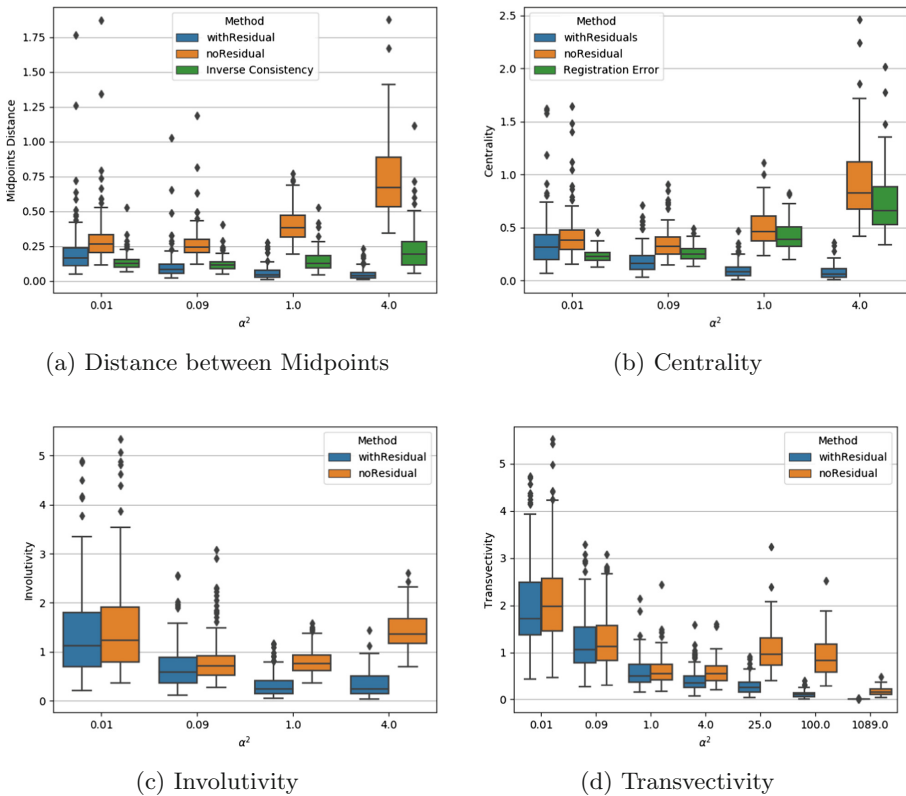 Method
withResidual
noResidual
Inverse Consistency
Midpoints Distance
1.75
1.50
1.25
1.00
0.75
0.50
0.25
0.00
0.01
0.09
1.0
4.0
α²
(a) Distance between Midpoints
Method
withResiduals
noResidual
Registration Error
Centrality
2.5
2.0
1.5
1.0
0.5
0.0
0.01
0.09
1.0
4.0
α²
(b) Centrality
Method
withResidual
noResidual
Involutivity
5
4
3
2
1
0
0.01
0.09
1.0
4.0
α²
(c) Involutivity
Method
withResidual
noResidual
Transvectivity
5
4
3
2
1
0
0.01
0.09
1.0
4.0
25.0
100.0
1089.0
α²
(d) Transvectivity